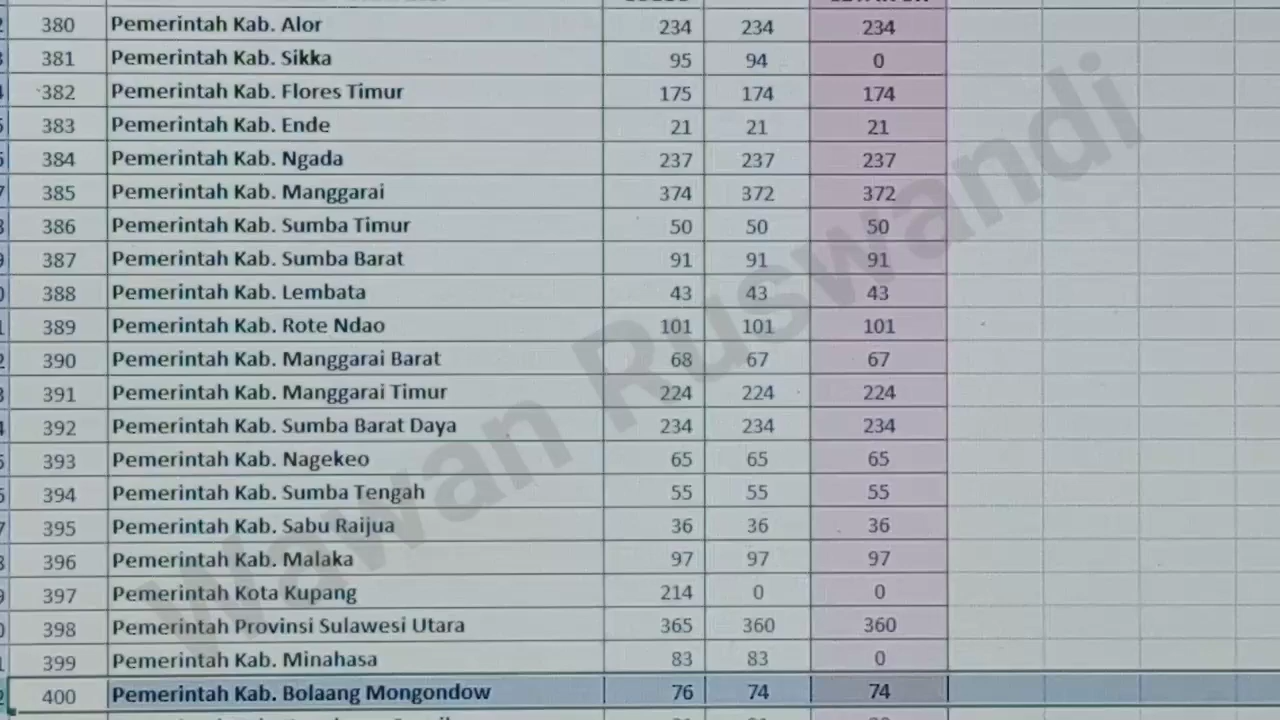 380 Pemerintah Kab. Alor 234 234 234
381 Pemerintah Kab. Sikka 95 94 0
382 Pemerintah Kab. Flores Timur 175 174 174
383 Pemerintah Kab. Ende 21 21 21
384 Pemerintah Kab. Ngada 237 237 237
385 Pemerintah Kab. Manggarai 374 372 372
386 Pemerintah Kab. Sumba Timur 50 50 50
387 Pemerintah Kab. Sumba Barat 91 91 91
388 Pemerintah Kab. Lembata 43 43 43
389 Pemerintah Kab. Rote Ndao 101 101 101
390 Pemerintah Kab. Manggarai Barat 68 67 67
391 Pemerintah Kab. Manggarai Timur 224 224 224
392 Pemerintah Kab. Sumba Barat Daya 234 234 234
393 Pemerintah Kab. Nagekeo 65 65 65
394 Pemerintah Kab. Sumba Tengah 55 55 55
395 Pemerintah Kab. Sabu Raijua 36 36 36
396 Pemerintah Kab. Malaka 97 97 97
397 Pemerintah Kota Kupang 214 0 0
398 Pemerintah Provinsi Sulawesi Utara 365 360 360
399 Pemerintah Kab. Minahasa 83 83 0
400 Pemerintah Kab. Bolaang Mongondow 76 74 74
Wawan Ruswandi